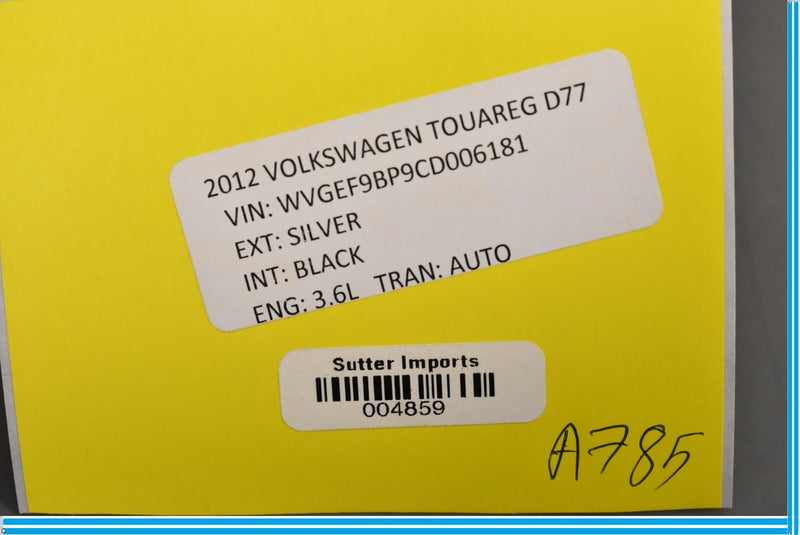 2012 VOLKSWAGEN TOUAREG D77
VIN: WVGEF9BP9CD006181
EXT: SILVER
INT: BLACK
ENG: 3.6L TRAN: AUTO
Sutter Imports
004859
A785